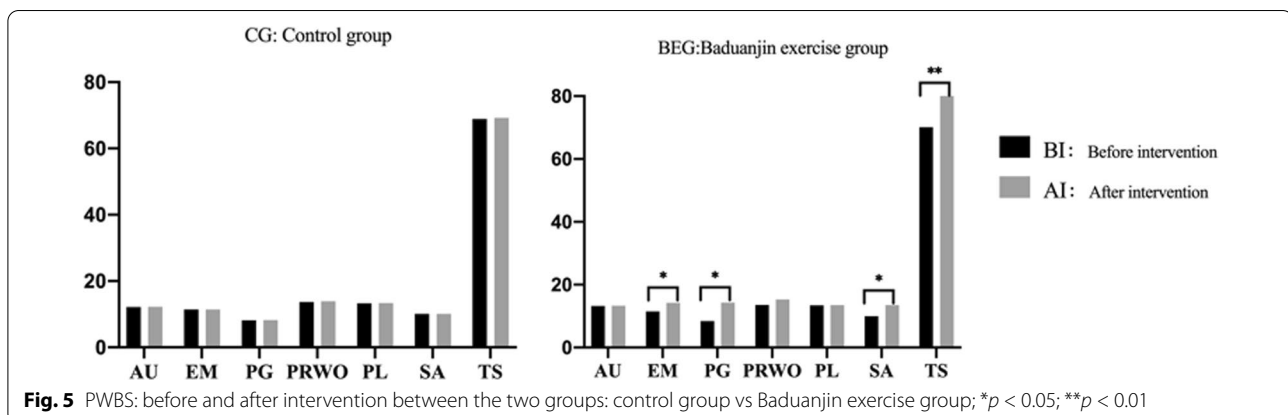 CG: Control group
80
60
40
20
0
AU EM PG PRWO PL SA TS
BEG:Baduanjin exercise group
80
60
40
20
0
* * * **
AU EM PG PRWO PL SA TS
BI: Before intervention
AI: After intervention
Fig. 5 PWBS: before and after intervention between the two groups: control group vs Baduanjin exercise group; *p < 0.05; **p < 0.01